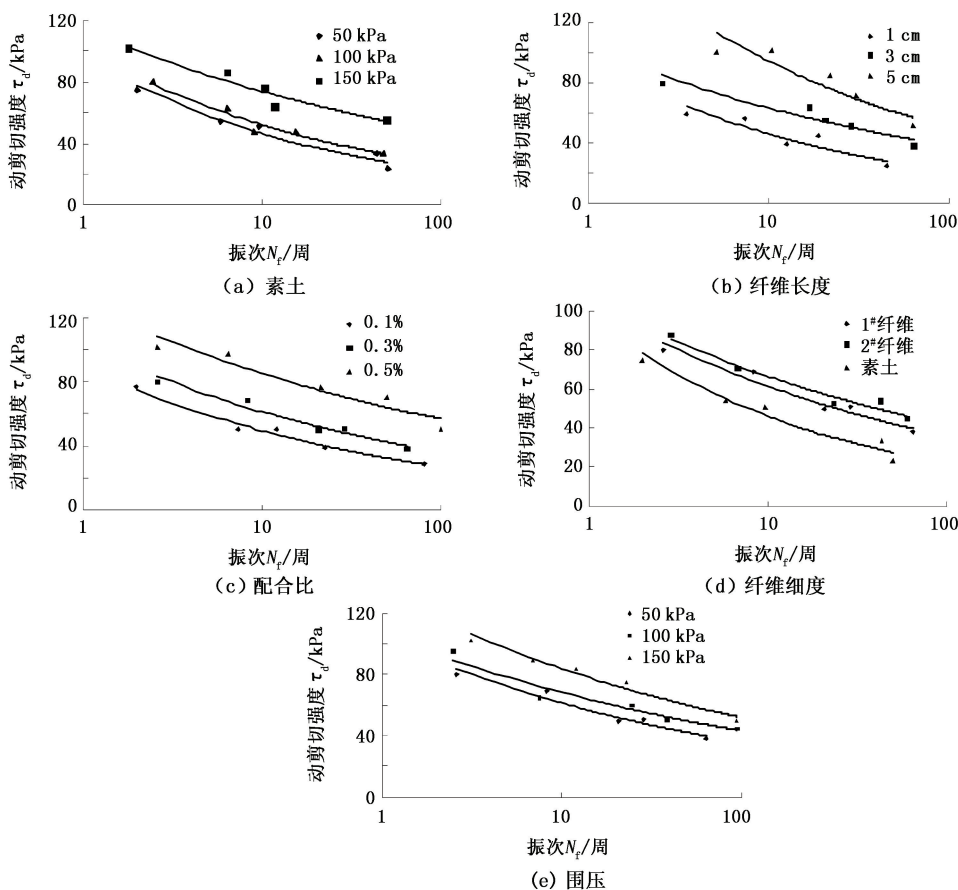 动剪切强度 τd/kPa
120
80
40
0
50 kPa
100 kPa
150 kPa
1
10
100
振次Nf/周
(a) 素土
动剪切强度 τd/kPa
120
80
40
0
1 cm
3 cm
5 cm
1
10
100
振次Nf/周
(b) 纤维长度
动剪切强度 τd/kPa
120
80
40
0
0.1%
0.3%
0.5%
1
10
100
振次Nf/周
(c) 配合比
动剪切强度 τd/kPa
100
80
60
40
20
0
1#纤维
2#纤维
素土
1
10
100
振次Nf/周
(d) 纤维细度
动剪切强度 τd/kPa
120
80
40
0
50 kPa
100 kPa
150 kPa
1
10
100
振次Nf/周
(e) 围压